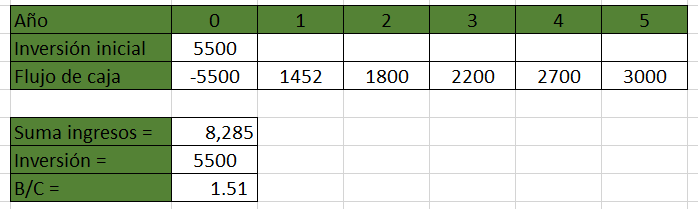 Año 0 1 2 3 4 5
Inversión inicial 5500
Flujo de caja -5500 1452 1800 2200 2700 3000
Suma ingresos = 8,285
Inversión = 5500
B/C = 1.51